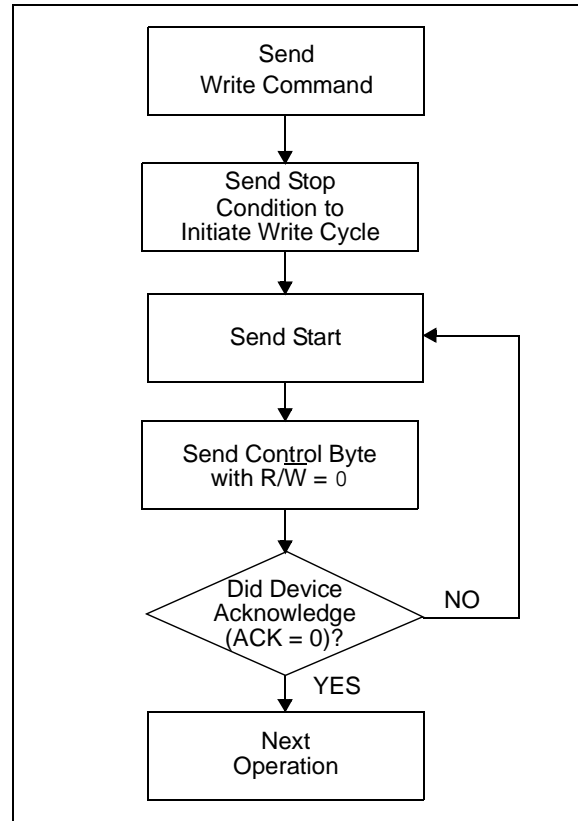 Send
Write Command
Send Stop
Condition to
Initiate Write Cycle
Send Start
Send Control Byte
with R/W̅ = 0
Did Device
Acknowledge
(ACK = 0)?
NO
YES
Next
Operation